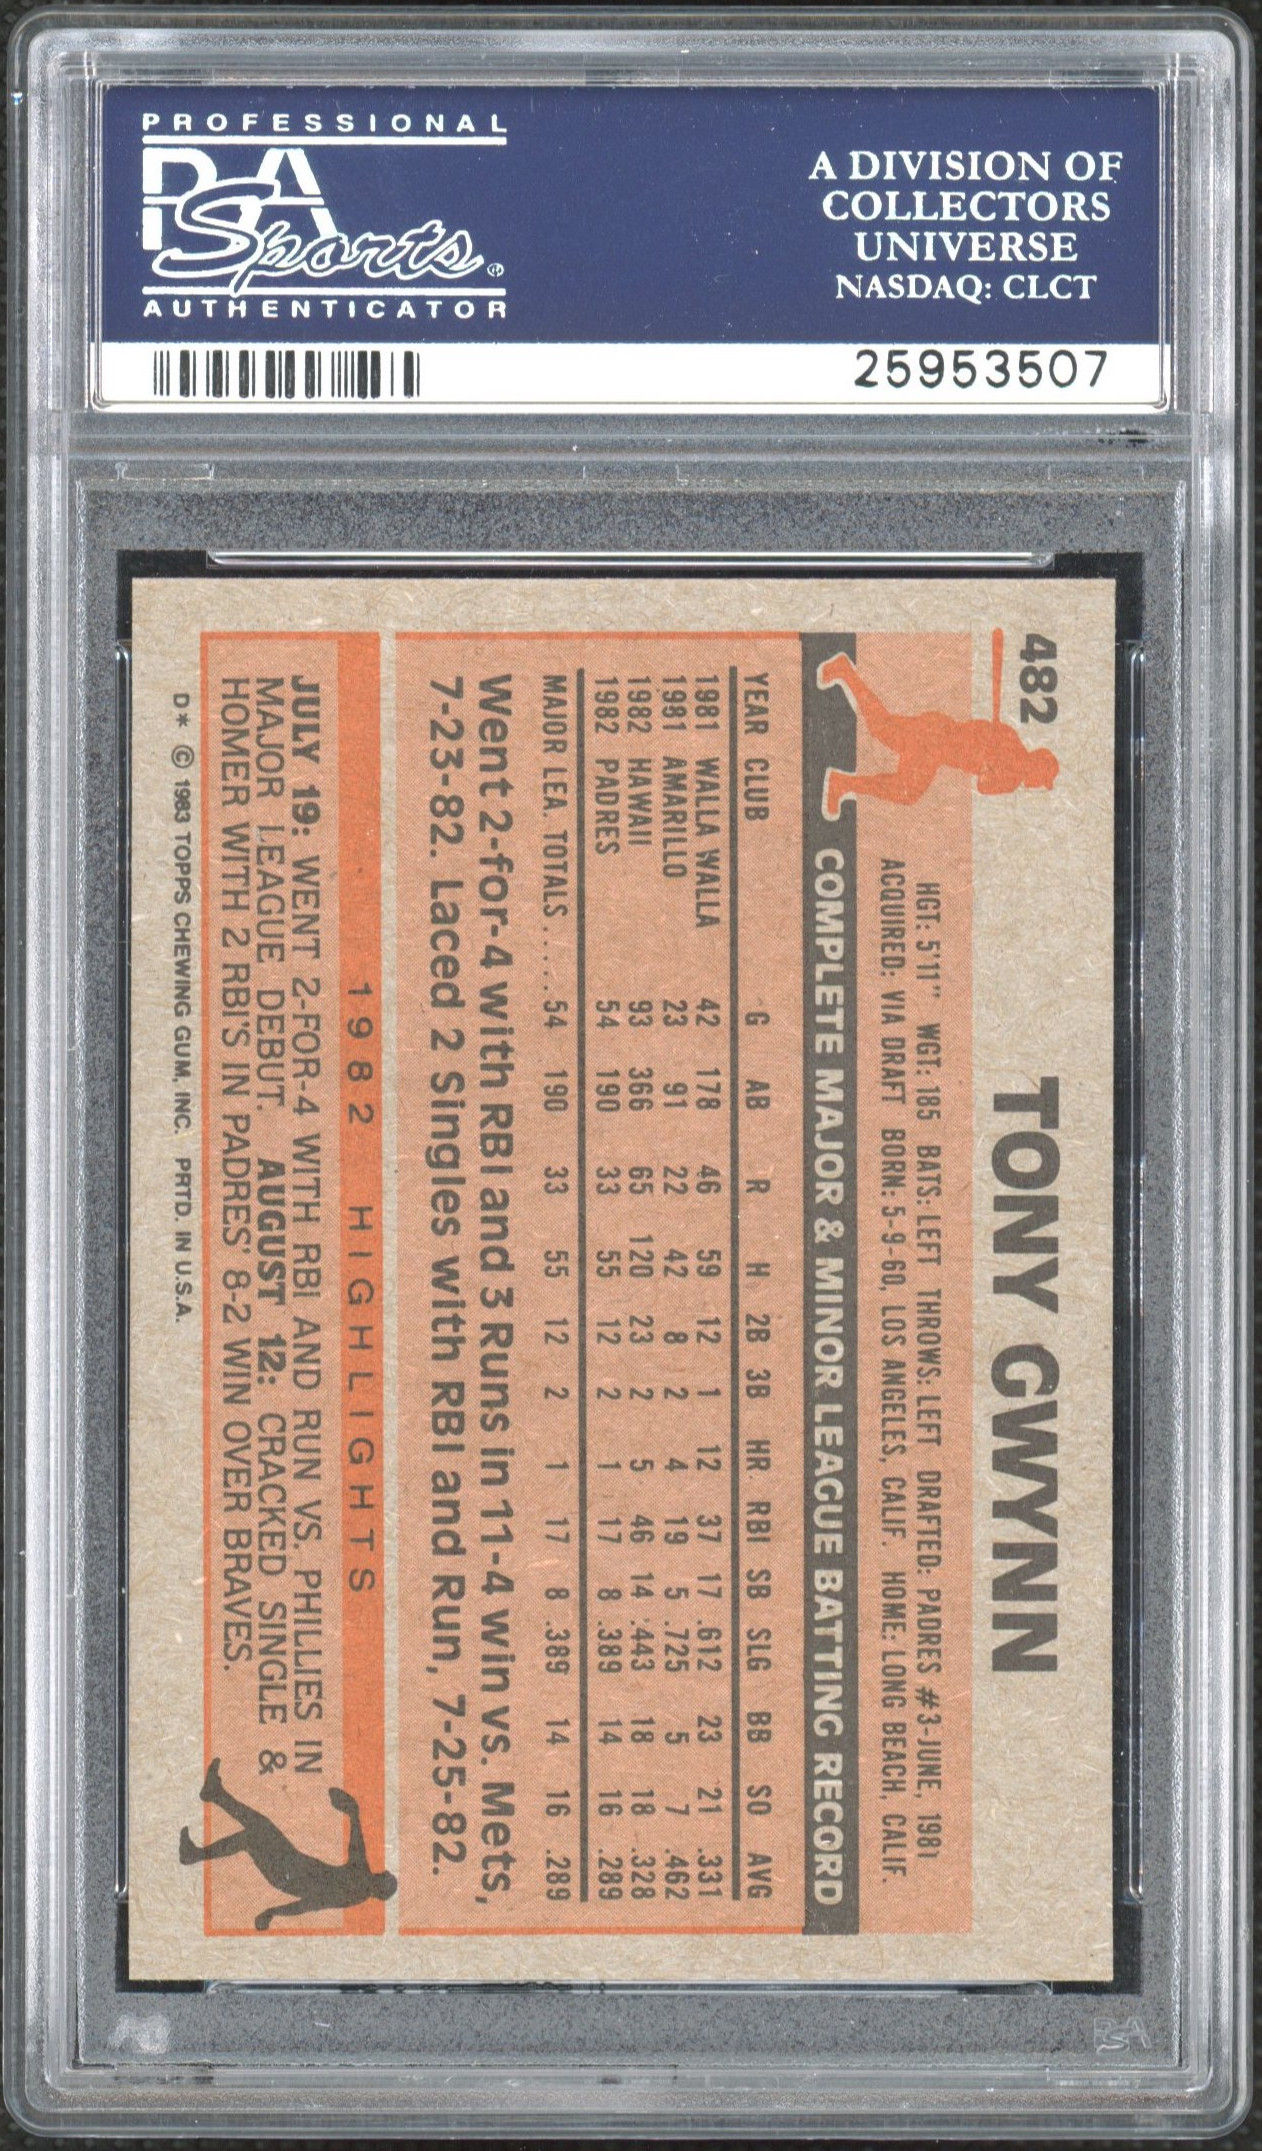 PROFESSIONAL
PSA
Sports®
AUTHENTICATOR
A DIVISION OF
COLLECTORS
UNIVERSE
NASDAQ: CLCT
25953507
482
TONY GWYNN
HGT: 5'11" WGT: 185 BATS: LEFT THROWS: LEFT DRAFTED: PADRES #3-JUNE, 1981
ACQUIRED: VIA DRAFT BORN: 5-9-60, LOS ANGELES, CALIF. HOME: LONG BEACH, CALIF.
COMPLETE MAJOR & MINOR LEAGUE BATTING RECORD
YEAR CLUB G AB R H 2B 3B HR RBI SB SLG BB SO AVG
1981 WALLA WALLA 42 178 46 59 12 1 12 37 17 .612 23 21 .331
1981 AMARILLO 23 91 22 42 8 2 4 19 5 .725 5 7 .462
1982 HAWAII 93 366 65 120 23 2 5 46 14 .443 18 18 .328
1982 PADRES 54 190 33 55 12 2 1 17 8 .389 14 16 .289
MAJOR LEA. TOTALS ..... 54 190 33 55 12 2 1 17 8 .389 14 16 .289
Went 2-for-4 with RBI and 3 Runs in 11-4 win vs. Mets,
7-23-82. Laced 2 Singles with RBI and Run, 7-25-82.
1982 HIGHLIGHTS
JULY 19: WENT 2-FOR-4 WITH RBI AND RUN VS. PHILLIES IN
MAJOR LEAGUE DEBUT. AUGUST 12: CRACKED SINGLE &
HOMER WITH 2 RBI'S IN PADRES' 8-2 WIN OVER BRAVES.
D* © 1983 TOPPS CHEWING GUM, INC. PRTD. IN U.S.A.
PSA